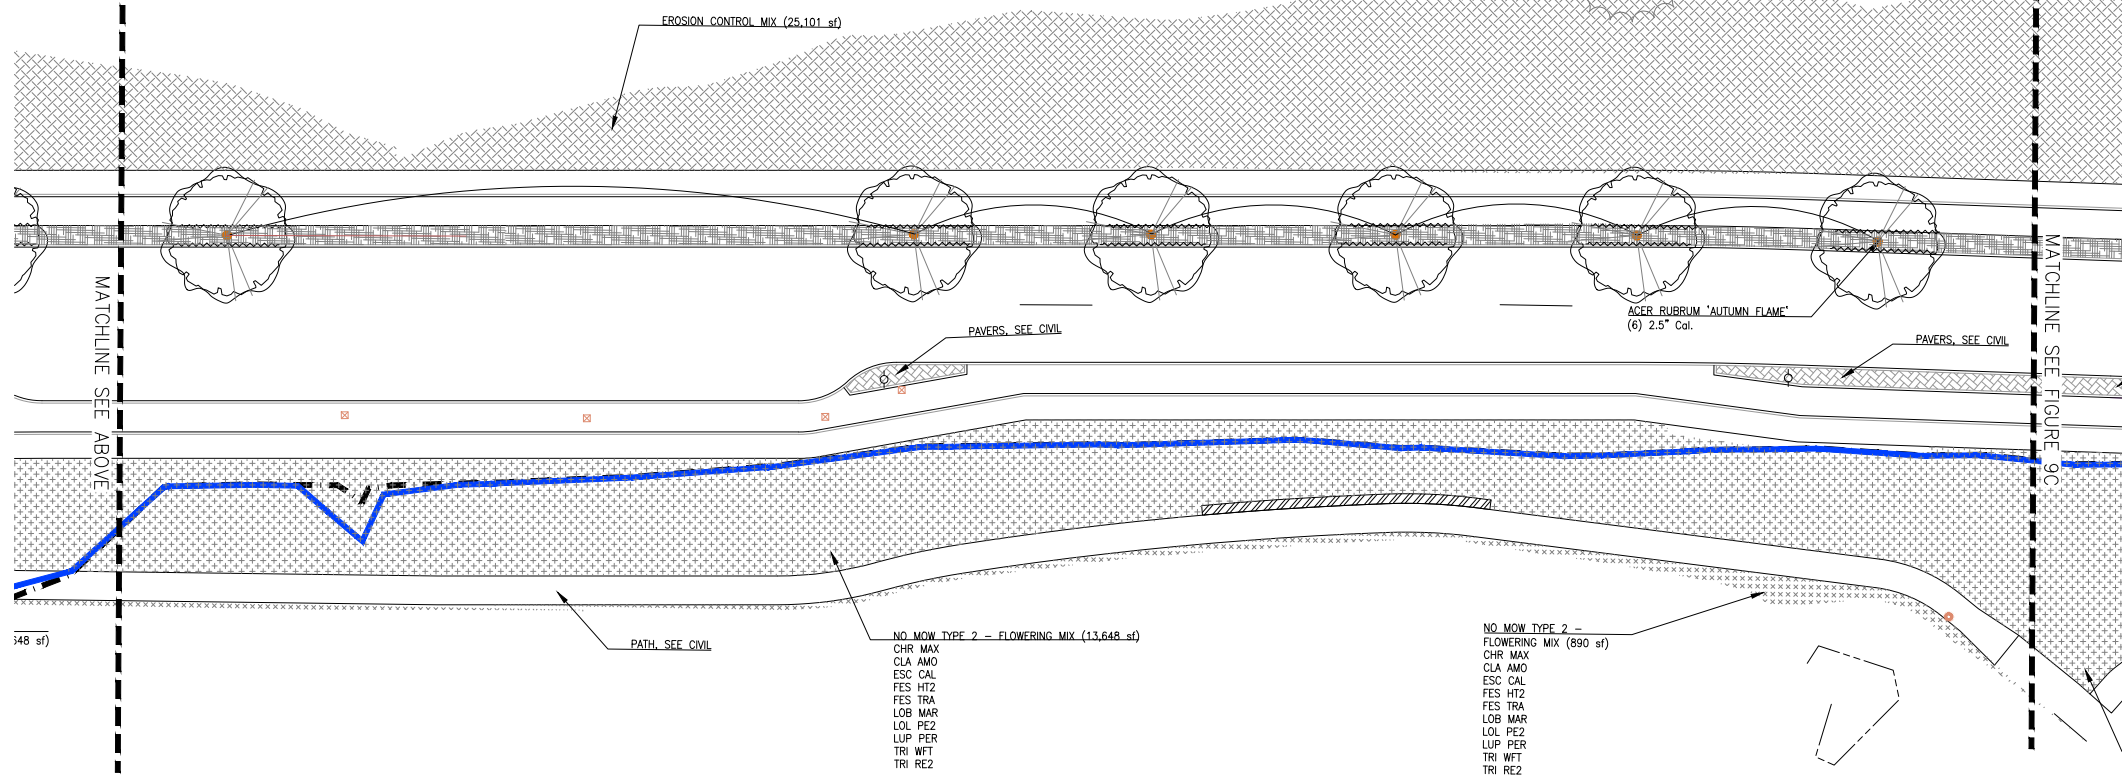 EROSION CONTROL MIX (25,101 sf)
MATCHLINE SEE ABOVE
MATCHLINE SEE FIGURE 9C
ACER RUBRUM 'AUTUMN FLAME'
(6) 2.5" Cal.
PAVERS, SEE CIVIL
PAVERS, SEE CIVIL
648 sf)
PATH, SEE CIVIL
NO MOW TYPE 2 - FLOWERING MIX (13,648 sf)
CHR MAX
CLA AMO
ESC CAL
FES HT2
FES TRA
LOB MAR
LOL PE2
LUP PER
TRI WFT
TRI RE2
NO MOW TYPE 2 -
FLOWERING MIX (890 sf)
CHR MAX
CLA AMO
ESC CAL
FES HT2
FES TRA
LOB MAR
LOL PE2
LUP PER
TRI WFT
TRI RE2